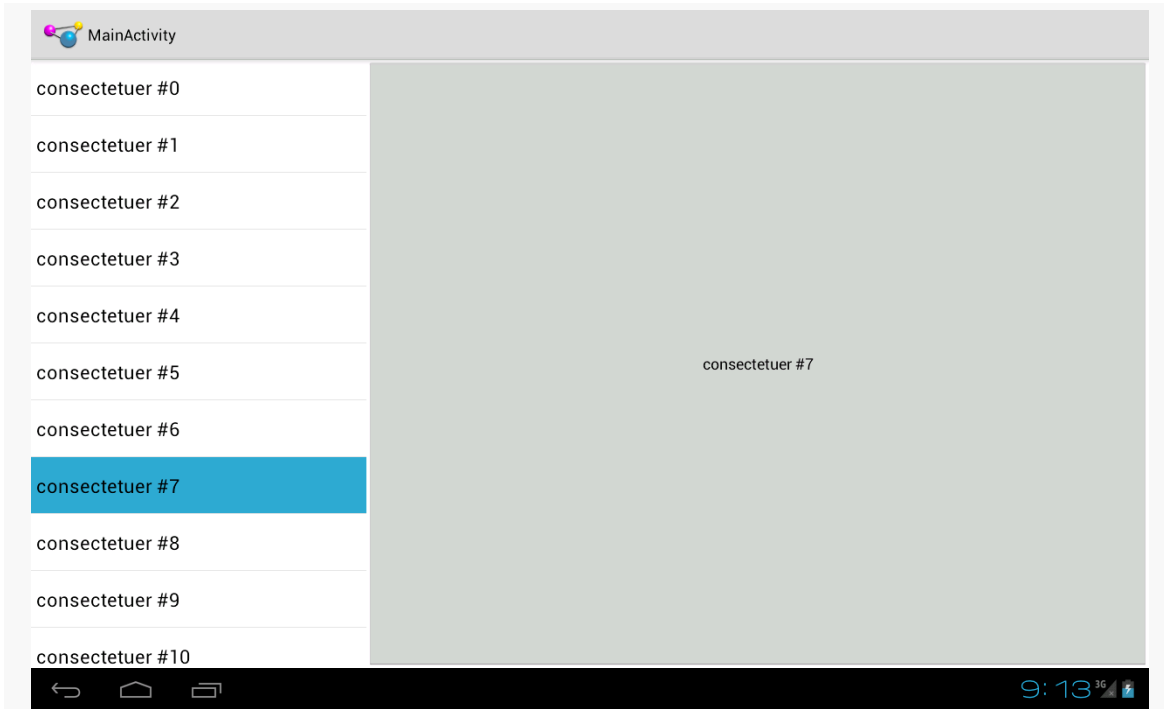 MainActivity
consectetuer #0
consectetuer #1
consectetuer #2
consectetuer #3
consectetuer #4
consectetuer #5
consectetuer #6
consectetuer #7
consectetuer #8
consectetuer #9
consectetuer #10
consectetuer #7
9:13 3G